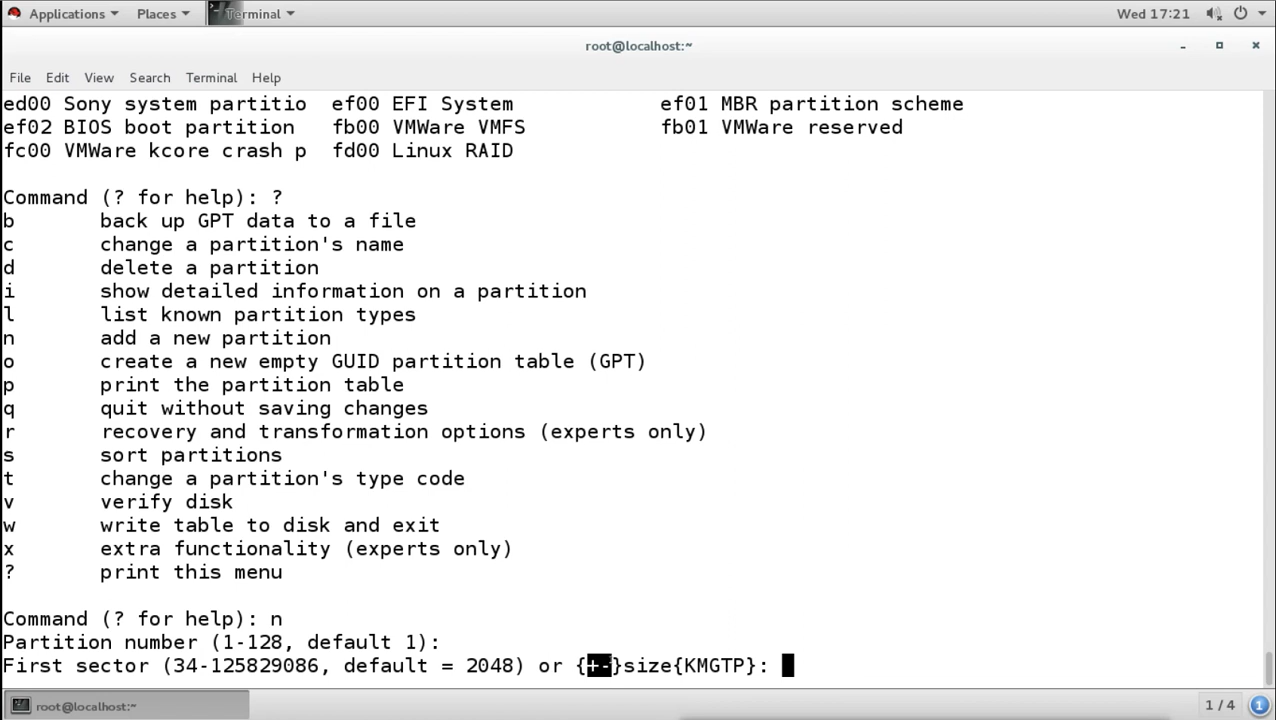 Applications Places Terminal Wed 17:21
root@localhost:~
File Edit View Search Terminal Help
ed00 Sony system partitio ef00 EFI System ef01 MBR partition scheme
ef02 BIOS boot partition fb00 VMWare VMFS fb01 VMWare reserved
fc00 VMWare kcore crash p fd00 Linux RAID
Command (? for help): ?
b back up GPT data to a file
c change a partition's name
d delete a partition
i show detailed information on a partition
l list known partition types
n add a new partition
o create a new empty GUID partition table (GPT)
p print the partition table
q quit without saving changes
r recovery and transformation options (experts only)
s sort partitions
t change a partition's type code
v verify disk
w write table to disk and exit
x extra functionality (experts only)
? print this menu
Command (? for help): n
Partition number (1-128, default 1):
First sector (34-125829086, default = 2048) or {+-}size{KMGTP}:
root@localhost:~ 1 / 4 1